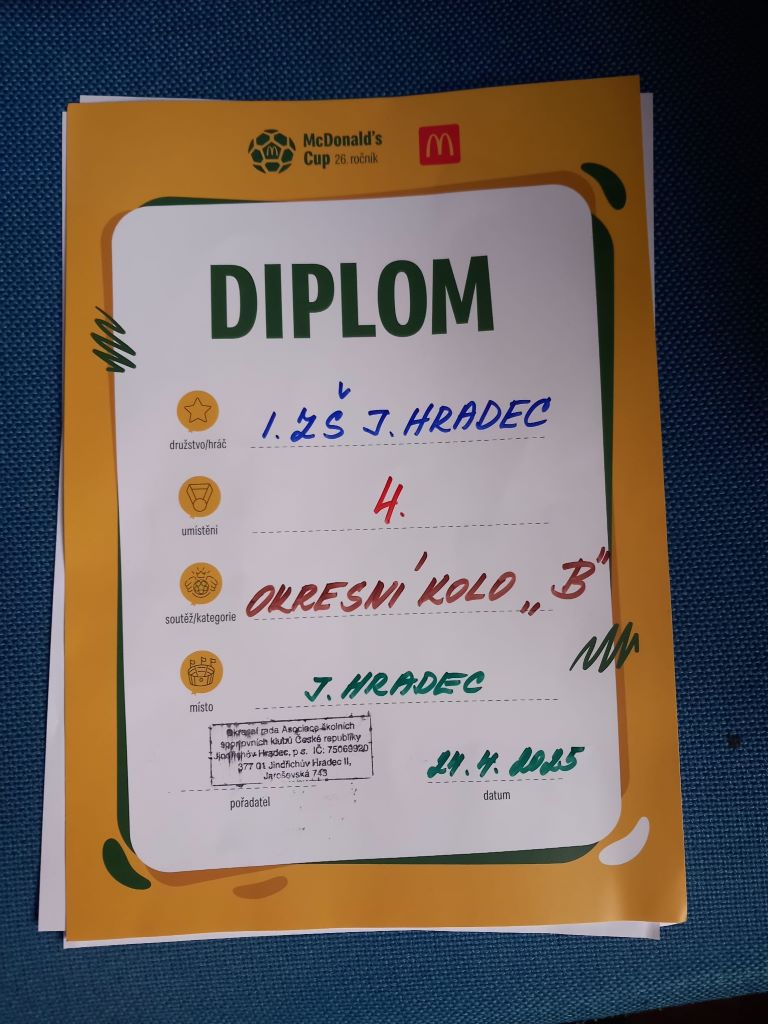 McDonald's
Cup 26. ročník
DIPLOM
družstvo/hráč 1. ZŠ J. HRADEC
umístění 4.
soutěž/kategorie OKRESNÍ KOLO „B"
místo J. HRADEC
Okresní rada Asociace školních
sportovních klubů České republiky
Jindřichův Hradec, p.s. IČ: 75069920
377 01 Jindřichův Hradec II,
Jarošovská 743
24.4.2025
pořadatel
datum